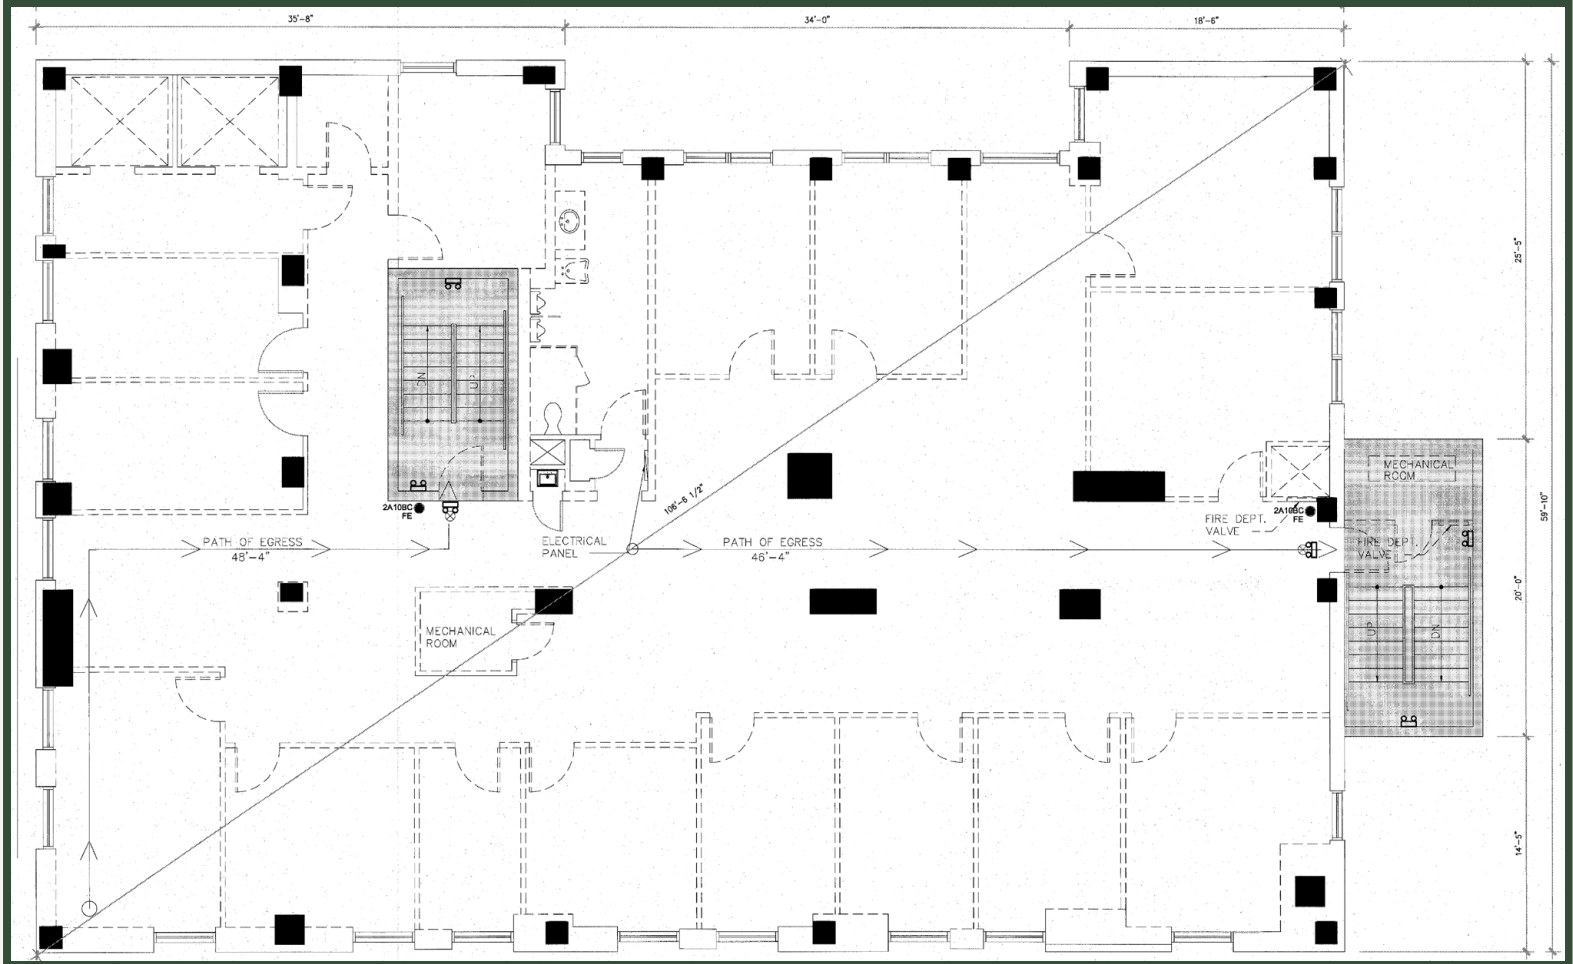 35'-8"
34'-0"
18'-6"
25'-5"
59'-10"
20'-0"
14'-5"
DN
UP
2A10BC
FE
PATH OF EGRESS
48'-4"
ELECTRICAL
PANEL
106'-6 1/2"
PATH OF EGRESS
46'-4"
FIRE DEPT.
VALVE
2A10BC
FE
MECHANICAL
ROOM
FIRE DEPT.
VALVE
UP
DN
MECHANICAL
ROOM